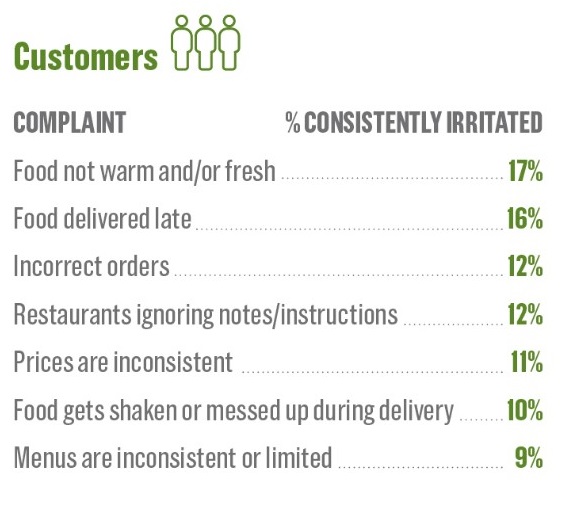 Customers
COMPLAINT % CONSISTENTLY IRRITATED
Food not warm and/or fresh 17%
Food delivered late 16%
Incorrect orders 12%
Restaurants ignoring notes/instructions 12%
Prices are inconsistent 11%
Food gets shaken or messed up during delivery 10%
Menus are inconsistent or limited 9%